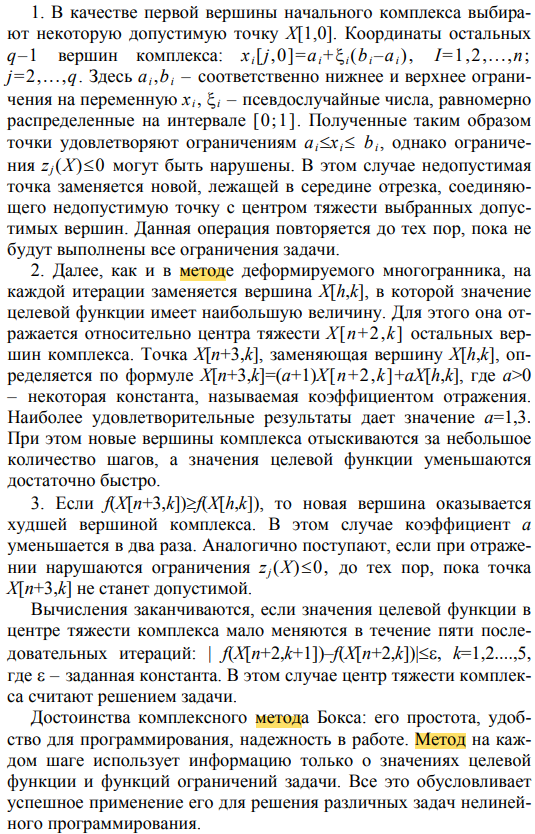 1. В качестве первой вершины начального комплекса выбира-
ют некоторую допустимую точку X[1,0]. Координаты остальных
q–1 вершин комплекса: xᵢ[j,0]=aᵢ+ξᵢ(bᵢ–aᵢ), I=1,2,…,n;
j=2,…,q. Здесь aᵢ,bᵢ – соответственно нижнее и верхнее ограни-
чения на переменную xᵢ, ξᵢ – псевдослучайные числа, равномерно
распределенные на интервале [0;1]. Полученные таким образом
точки удовлетворяют ограничениям aᵢ≤xᵢ≤ bᵢ, однако ограниче-
ния zⱼ(X)≤0 могут быть нарушены. В этом случае недопустимая
точка заменяется новой, лежащей в середине отрезка, соединяю-
щего недопустимую точку с центром тяжести выбранных допус-
тимых вершин. Данная операция повторяется до тех пор, пока не
будут выполнены все ограничения задачи.
2. Далее, как и в методе деформируемого многогранника, на
каждой итерации заменяется вершина X[h,k], в которой значение
целевой функции имеет наибольшую величину. Для этого она от-
ражается относительно центра тяжести X[n+2,k] остальных вер-
шин комплекса. Точка X[n+3,k], заменяющая вершину X[h,k], оп-
ределяется по формуле X[n+3,k]=(a+1)X[n+2,k]+aX[h,k], где a>0
– некоторая константа, называемая коэффициентом отражения.
Наиболее удовлетворительные результаты дает значение a=1,3.
При этом новые вершины комплекса отыскиваются за небольшое
количество шагов, а значения целевой функции уменьшаются
достаточно быстро.
3. Если f(X[n+3,k])≥f(X[h,k]), то новая вершина оказывается
худшей вершиной комплекса. В этом случае коэффициент a
уменьшается в два раза. Аналогично поступают, если при отраже-
нии нарушаются ограничения zⱼ(X)≤0, до тех пор, пока точка
X[n+3,k] не станет допустимой.
Вычисления заканчиваются, если значения целевой функции в
центре тяжести комплекса мало меняются в течение пяти после-
довательных итераций: | f(X[n+2,k+1])–f(X[n+2,k])|≤ε, k=1,2....,5,
где ε – заданная константа. В этом случае центр тяжести комплек-
са считают решением задачи.
Достоинства комплексного метода Бокса: его простота, удоб-
ство для программирования, надежность в работе. Метод на каж-
дом шаге использует информацию только о значениях целевой
функции и функций ограничений задачи. Все это обусловливает
успешное применение его для решения различных задач нелиней-
ного программирования.